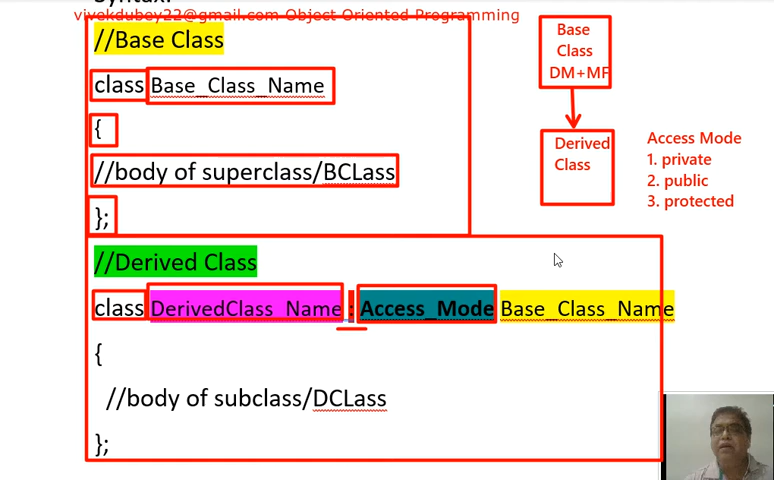 Syntax:
vivekdubey22@gmail.com Object Oriented Programming
//Base Class
class Base_Class_Name
{
//body of superclass/BCLass
};
//Derived Class
class DerivedClass_Name : Access_Mode Base_Class_Name
{
//body of subclass/DCLass
};
Base
Class
DM+MF
Derived
Class
Access Mode
1. private
2. public
3. protected